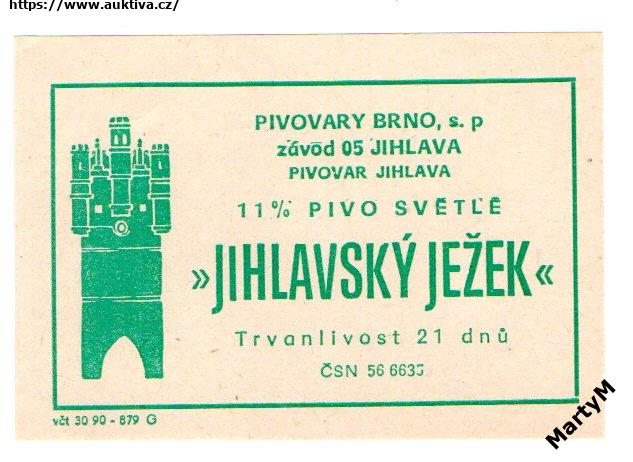 https://www.auktiva.cz/
PIVOVARY BRNO, s. p
závod 05 JIHLAVA
PIVOVAR JIHLAVA
11% PIVO SVĚTLÉ
»JIHLAVSKÝ JEŽEK«
Trvanlivost 21 dnů
ČSN 56 6635
včt 30 90 - 879 G
MartyM